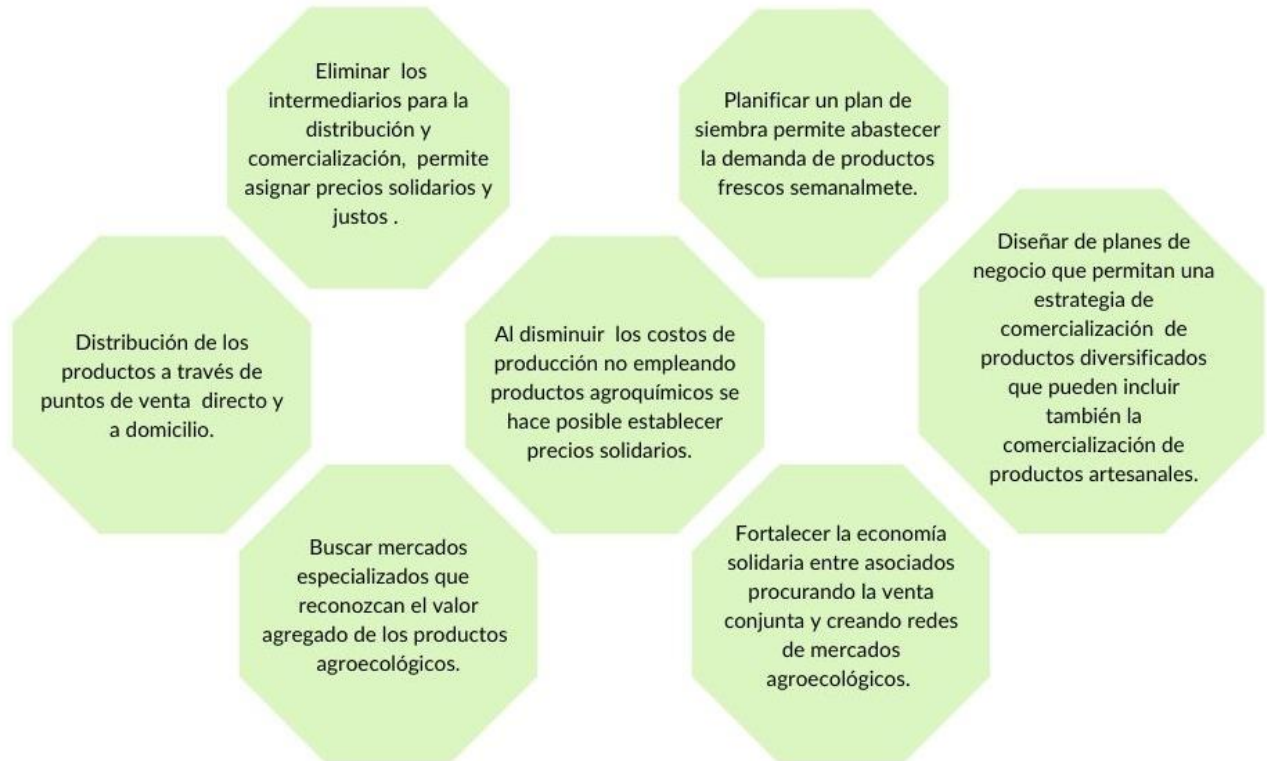 Eliminar los
intermediarios para la
distribución y
comercialización, permite
asignar precios solidarios y
justos .
Planificar un plan de
siembra permite abastecer
la demanda de productos
frescos semanalmete.
Distribución de los
productos a través de
puntos de venta directo y
a domicilio.
Al disminuir los costos de
producción no empleando
productos agroquímicos se
hace posible establecer
precios solidarios.
Diseñar de planes de
negocio que permitan una
estrategia de
comercialización de
productos diversificados
que pueden incluir
también la
comercialización de
productos artesanales.
Buscar mercados
especializados que
reconozcan el valor
agregado de los productos
agroecológicos.
Fortalecer la economía
solidaria entre asociados
procurando la venta
conjunta y creando redes
de mercados
agroecológicos.